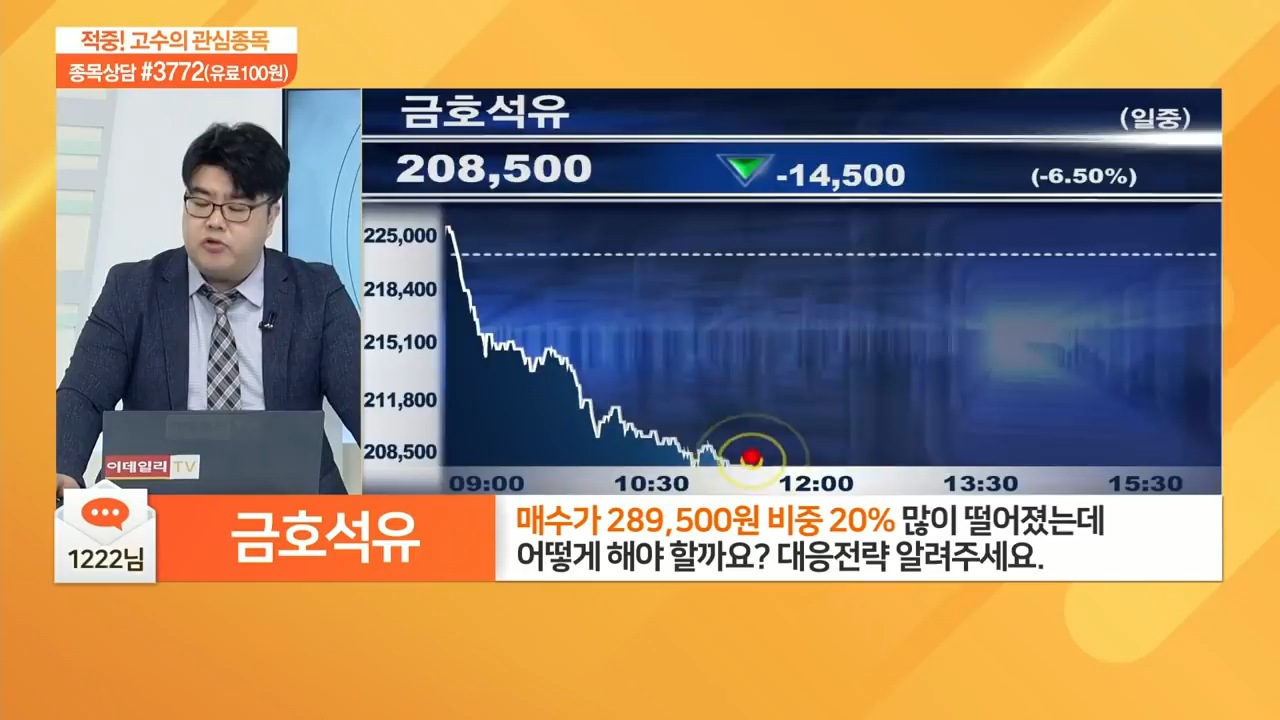 적중! 고수의 관심종목
종목상담 #3772(유료100원)
금호석유
(일중)
208,500
-14,500
(-6.50%)
225,000
218,400
215,100
211,800
208,500
09:00
10:30
12:00
13:30
15:30
이데일리TV
1222님
금호석유
매수가 289,500원 비중 20% 많이 떨어졌는데
어떻게 해야 할까요? 대응전략 알려주세요.